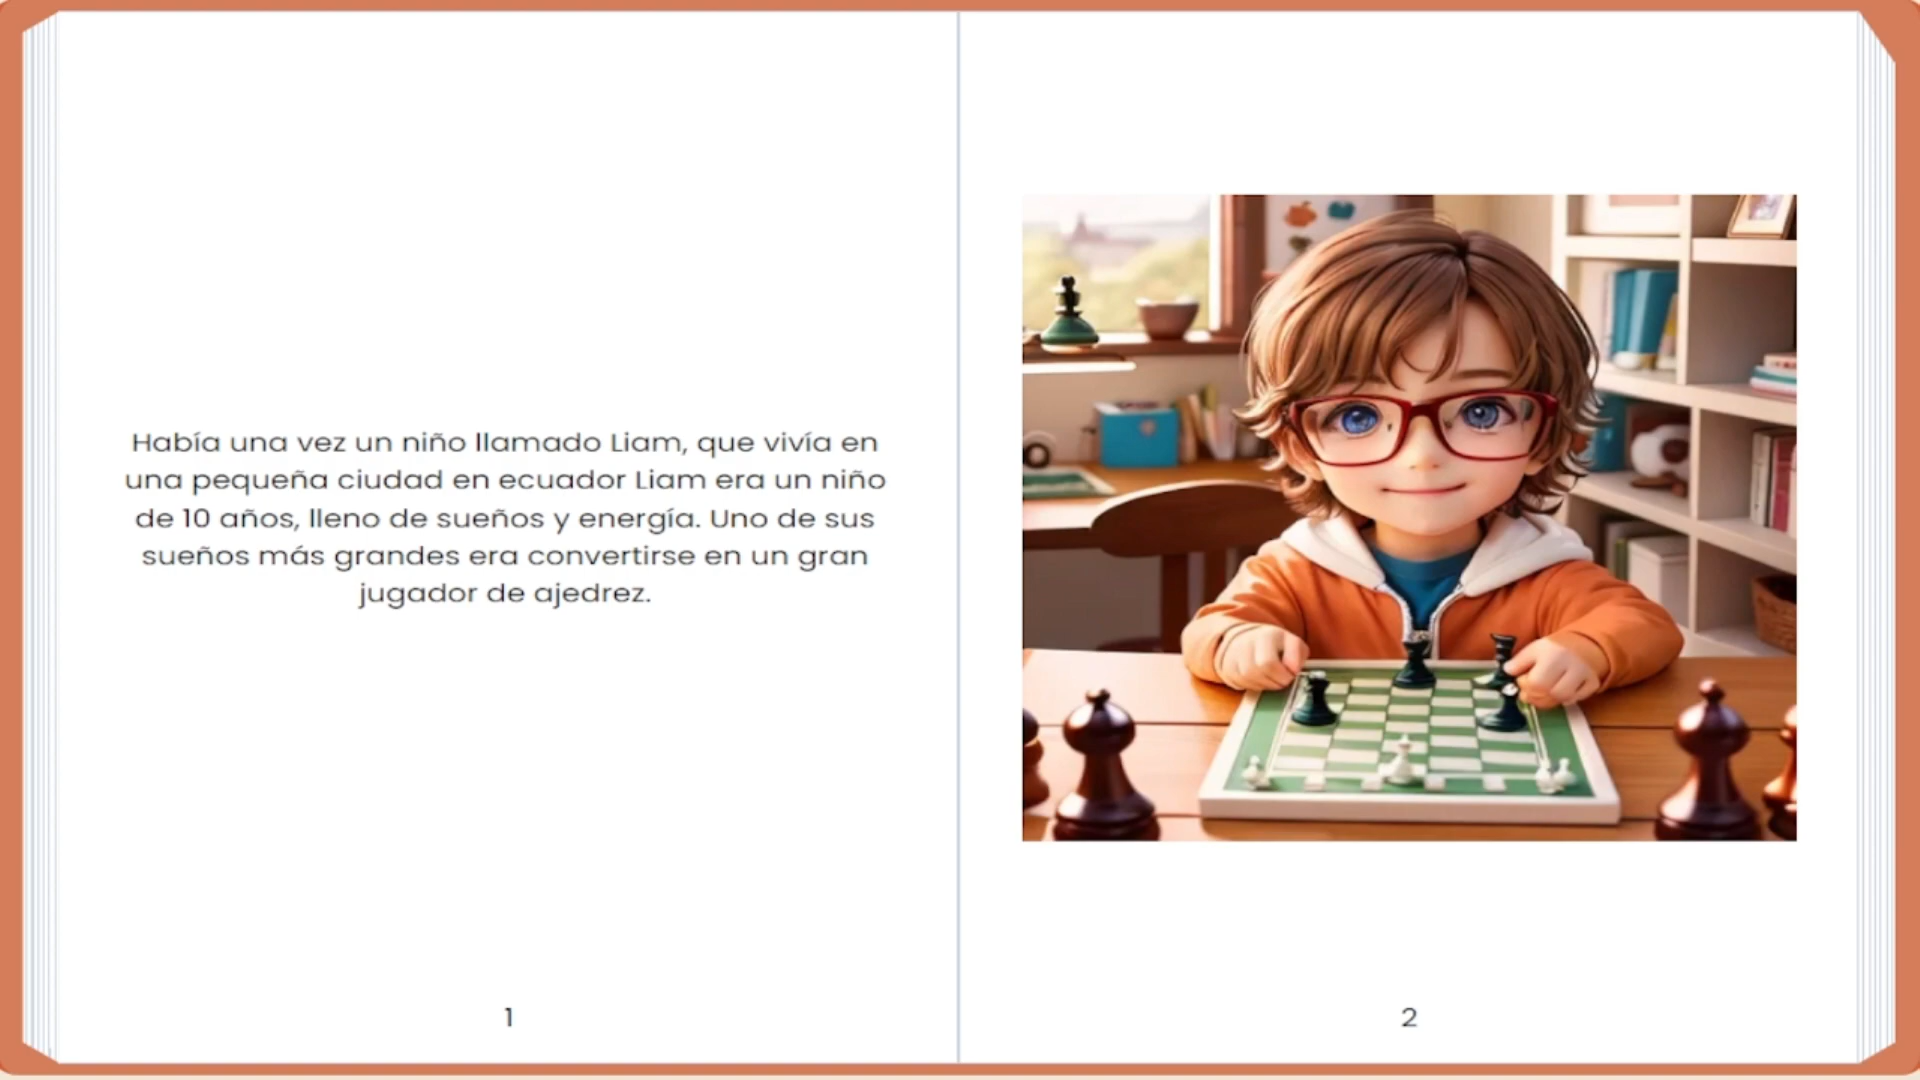 Había una vez un niño llamado Liam, que vivía en
una pequeña ciudad en ecuador Liam era un niño
de 10 años, lleno de sueños y energía. Uno de sus
sueños más grandes era convertirse en un gran
jugador de ajedrez.
1
2